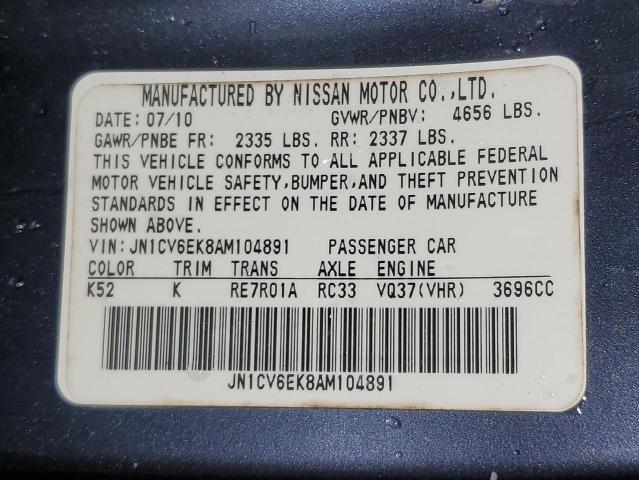 MANUFACTURED BY NISSAN MOTOR CO.,LTD.
DATE: 07/10 GVWR/PNBV: 4656 LBS.
GAWR/PNBE FR: 2335 LBS. RR: 2337 LBS.
THIS VEHICLE CONFORMS TO ALL APPLICABLE FEDERAL
MOTOR VEHICLE SAFETY,BUMPER,AND THEFT PREVENTION
STANDARDS IN EFFECT ON THE DATE OF MANUFACTURE
SHOWN ABOVE.
VIN:JN1CV6EK8AM104891 PASSENGER CAR
COLOR TRIM TRANS AXLE ENGINE
K52 K RE7R01A RC33 VQ37(VHR) 3696CC
JN1CV6EK8AM104891